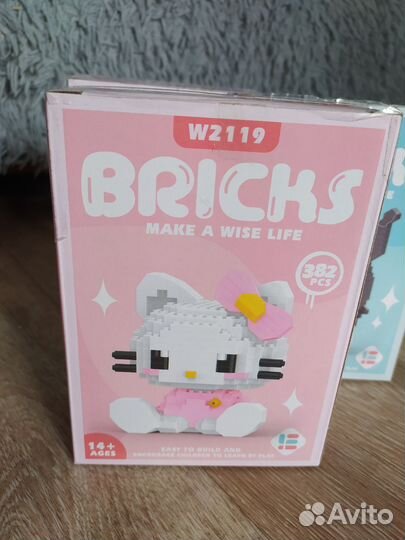 W2119
BRICKS
MAKE A WISE LIFE
382
PCS
14+
AGES
EASY TO BUILD AND
ENCOURAGE CHILDREN TO LEARN BY PLAY
Avito